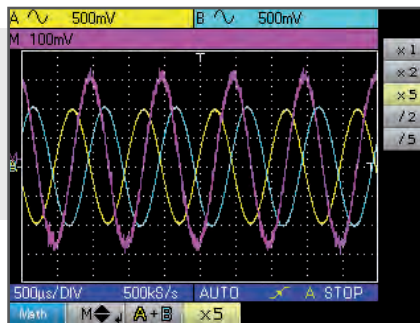 A 500mV B 500mV
M 100mV
x1
x2
x5
/2
/5
500µs/DIV 500kS/s AUTO A STOP
Math M A+B x5